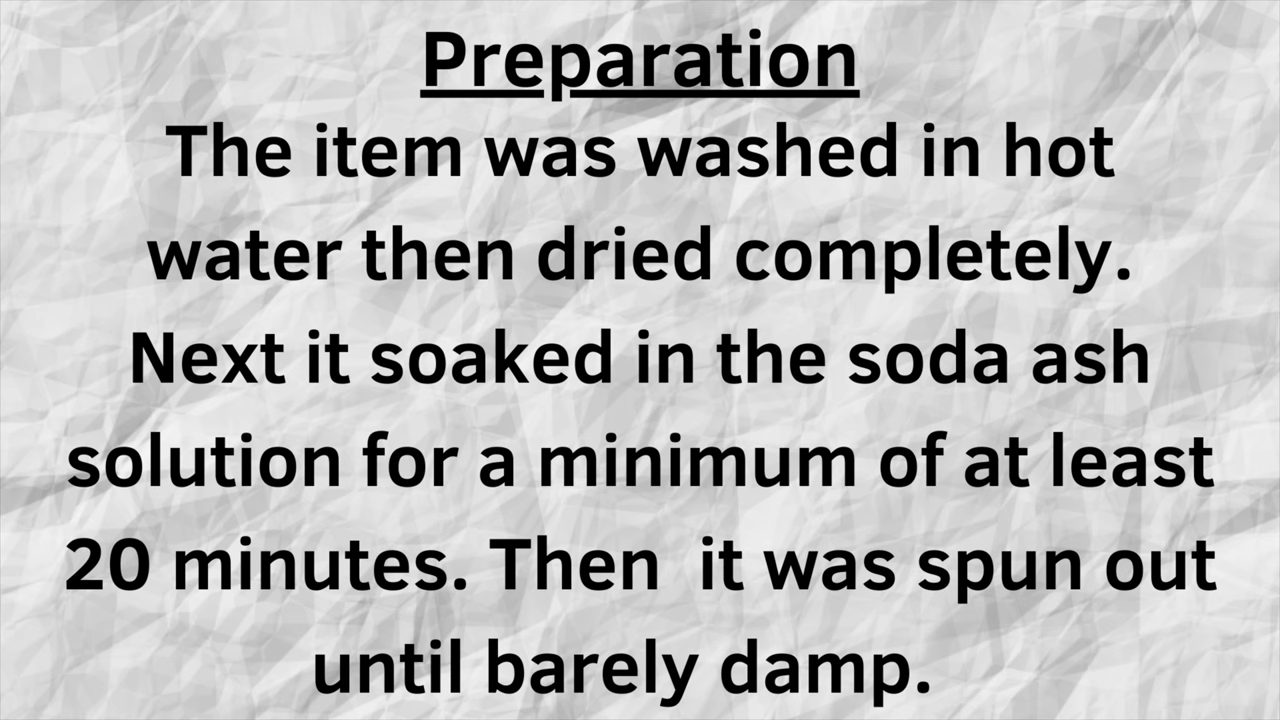 Preparation
The item was washed in hot
water then dried completely.
Next it soaked in the soda ash
solution for a minimum of at least
20 minutes. Then  it was spun out
until barely damp.